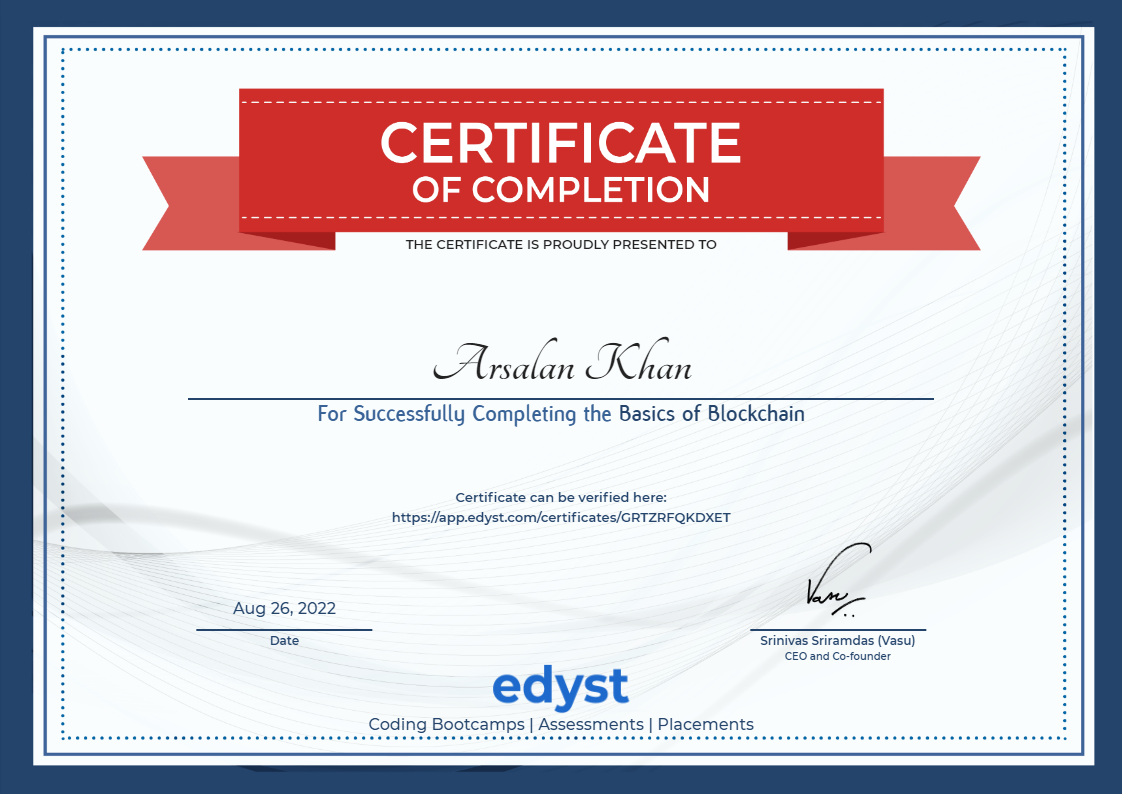 CERTIFICATE
OF COMPLETION
THE CERTIFICATE IS PROUDLY PRESENTED TO
Arsalan Khan
For Successfully Completing the Basics of Blockchain
Certificate can be verified here:
https://app.edyst.com/certificates/GRTZRFQKDXET
Aug 26, 2022
Date
Vasu
Srinivas Sriramdas (Vasu)
CEO and Co-founder
edyst
Coding Bootcamps | Assessments | Placements